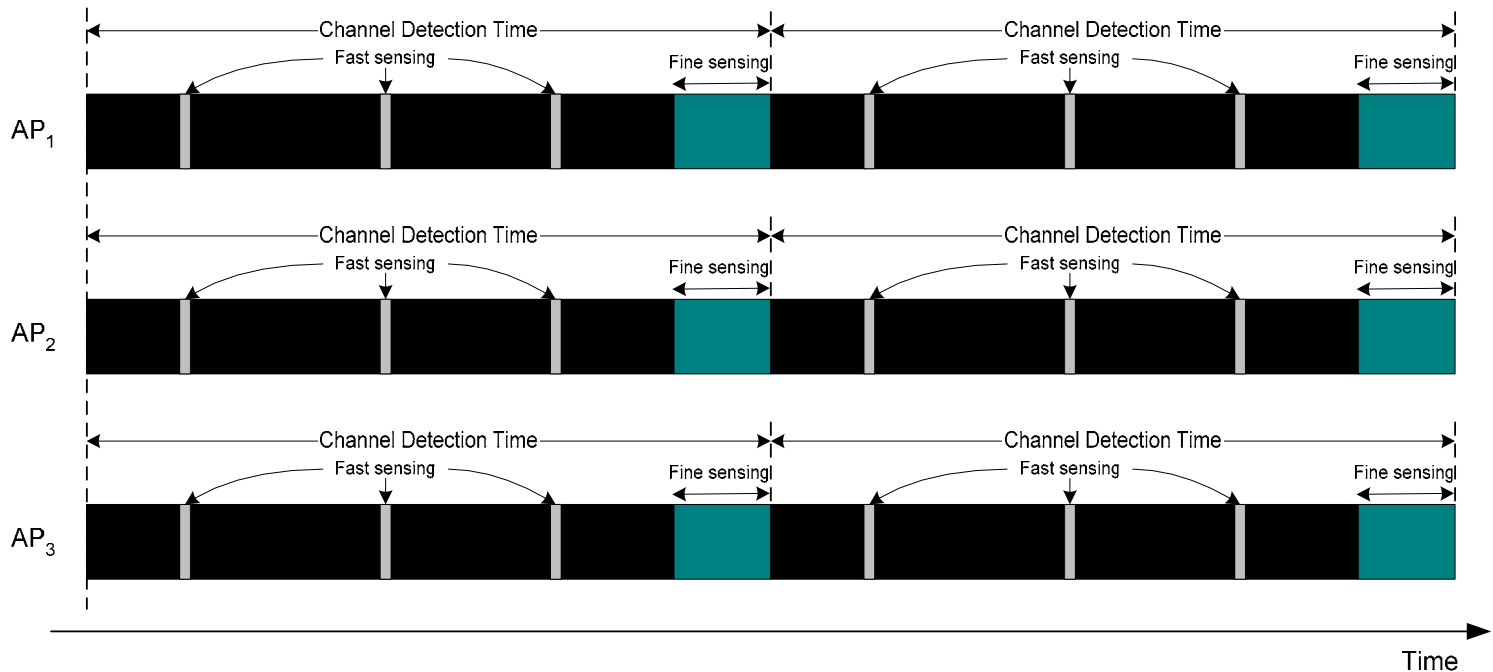 Channel Detection Time Channel Detection Time
Fast sensing Fine sensing Fast sensing Fine sensing
AP1
Channel Detection Time Channel Detection Time
Fast sensing Fine sensing Fast sensing Fine sensing
AP2
Channel Detection Time Channel Detection Time
Fast sensing Fine sensing Fast sensing Fine sensing
AP3
Time